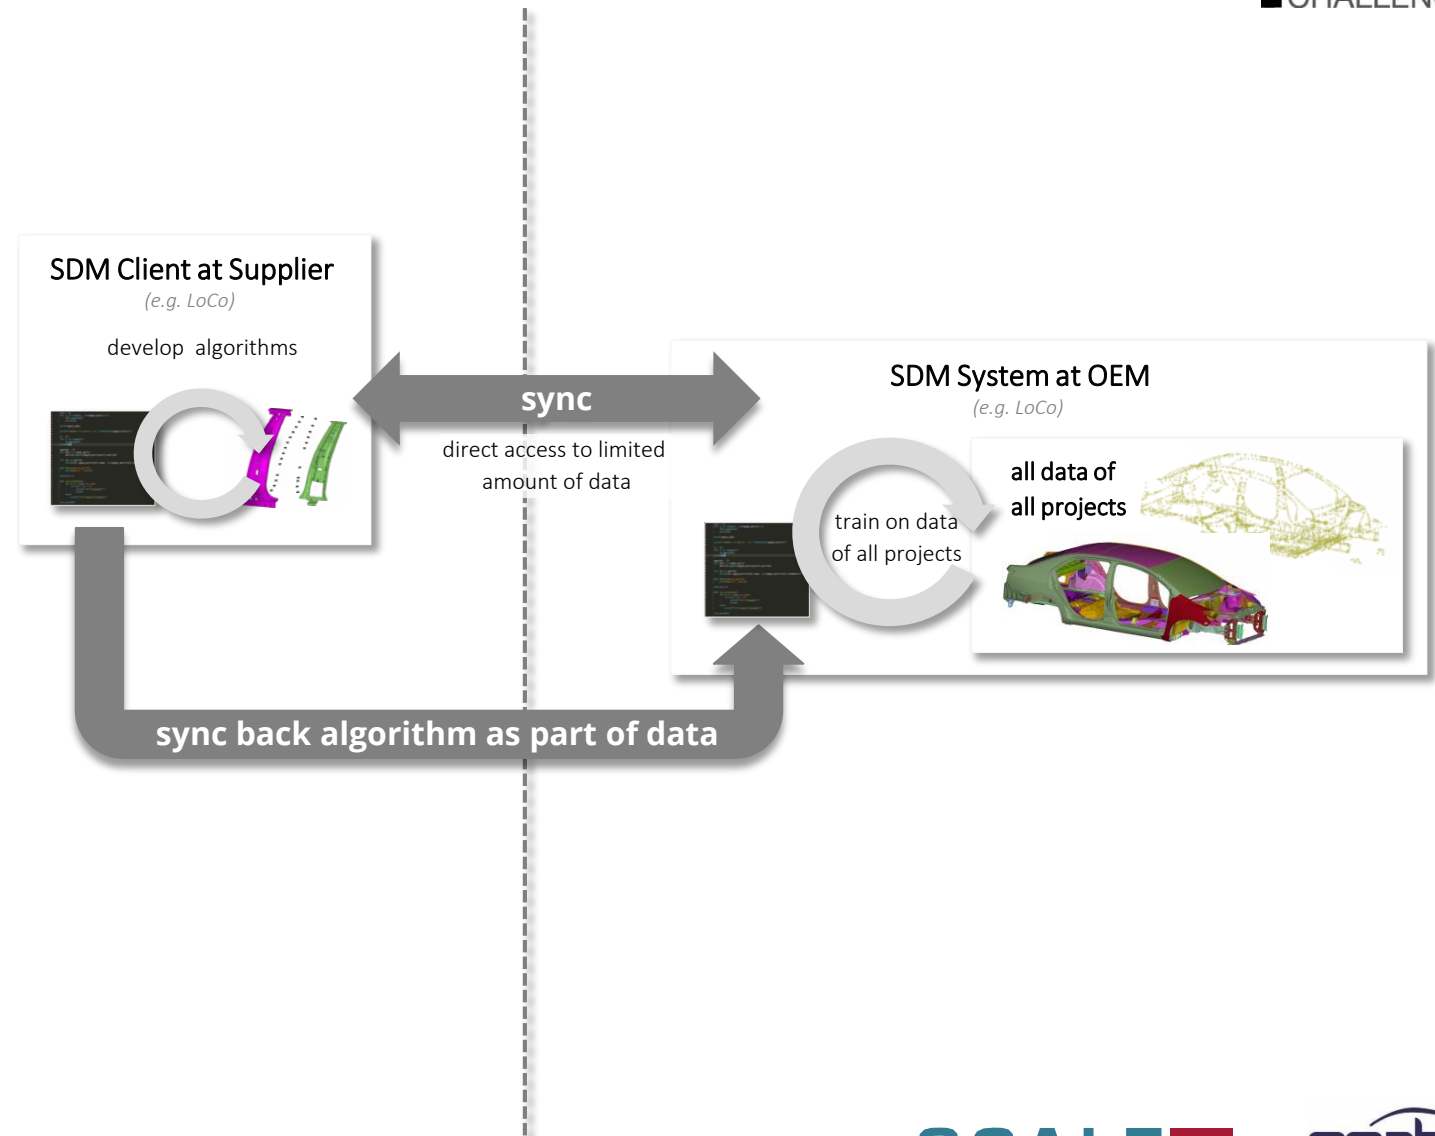 SDM Client at Supplier
(e.g. LoCo)
develop algorithms
sync
direct access to limited
amount of data
SDM System at OEM
(e.g. LoCo)
all data of
all projects
train on data
of all projects
sync back algorithm as part of data